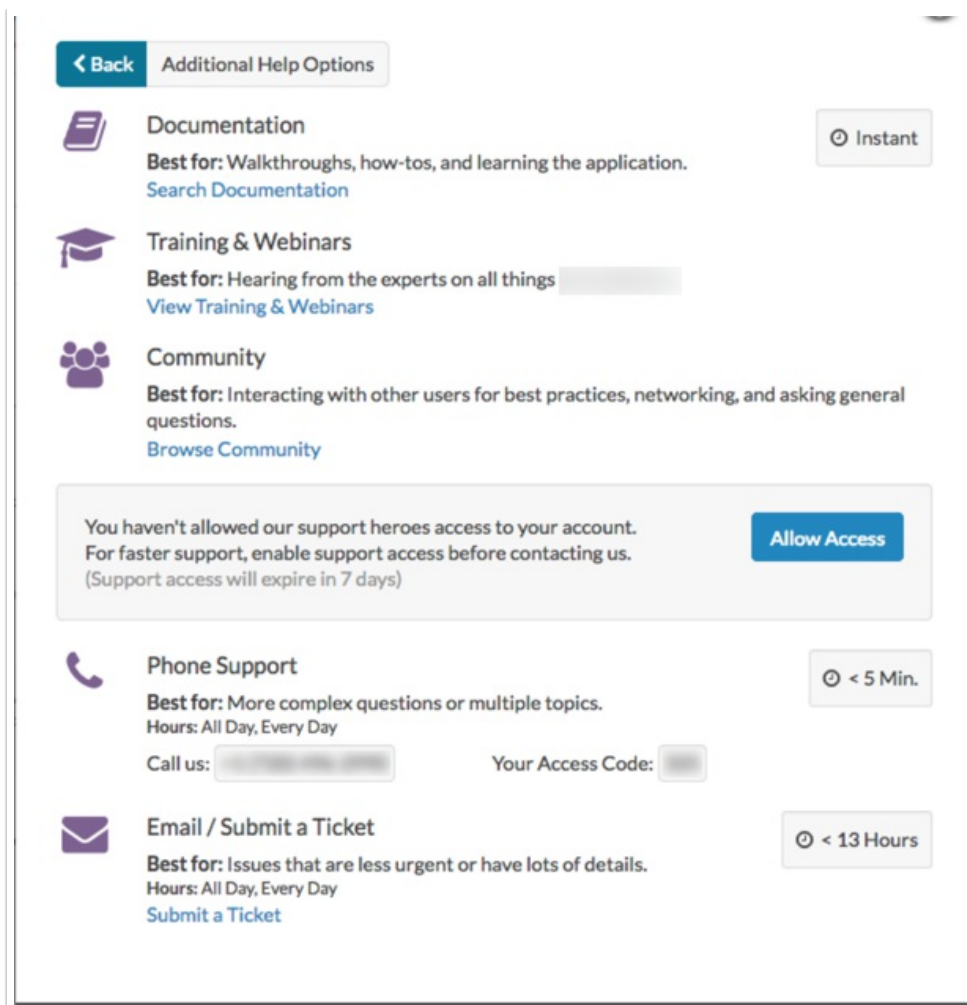 Back Additional Help Options
Documentation
Instant
Best for: Walkthroughs, how-tos, and learning the application.
Search Documentation
Training & Webinars
Best for: Hearing from the experts on all things
View Training & Webinars
Community
Best for: Interacting with other users for best practices, networking, and asking general
questions.
Browse Community
You haven't allowed our support heroes access to your account.
For faster support, enable support access before contacting us.
(Support access will expire in 7 days)
Allow Access
Phone Support
< 5 Min.
Best for: More complex questions or multiple topics.
Hours: All Day, Every Day
Call us: Your Access Code:
Email / Submit a Ticket
< 13 Hours
Best for: Issues that are less urgent or have lots of details.
Hours: All Day, Every Day
Submit a Ticket